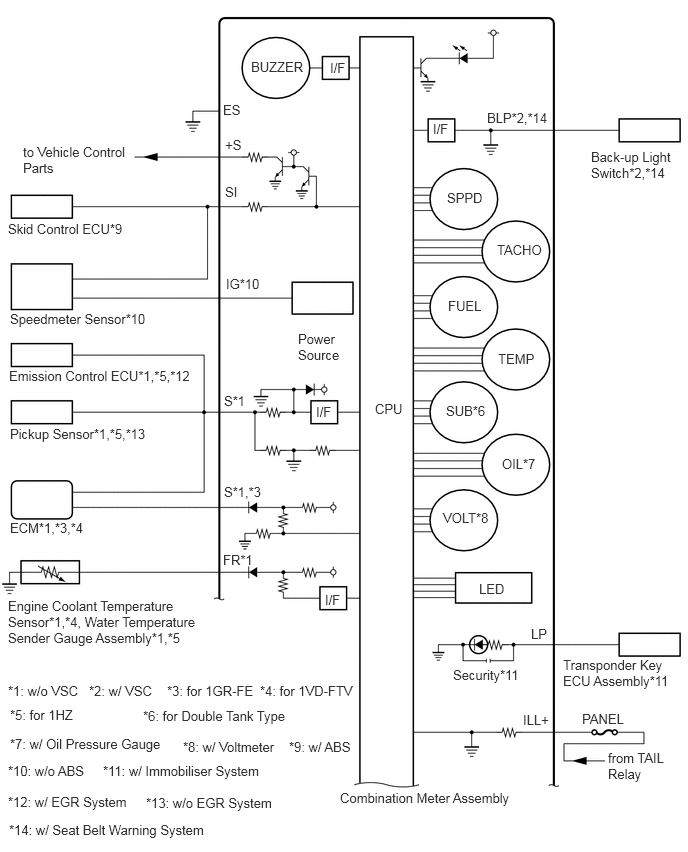 BUZZER
I/F
ES
BLP*2,*14
I/F
+S
to Vehicle Control
Parts
Back-up Light
Switch*2,*14
SI
SPPD
Skid Control ECU*9
TACHO
IG*10
FUEL
Speedmeter Sensor*10
Power
Source
TEMP
Emission Control ECU*1,*5,*12
S*1
I/F
CPU
SUB*6
Pickup Sensor*1,*5,*13
OIL*7
S*1,*3
VOLT*8
ECM*1,*3,*4
FR*1
LED
I/F
Engine Coolant Temperature
Sensor*1,*4, Water Temperature
Sender Gauge Assembly*1,*5
LP
Security*11
Transponder Key
ECU Assembly*11
*1: w/o VSC *2: w/ VSC *3: for 1GR-FE *4: for 1VD-FTV
*5: for 1HZ *6: for Double Tank Type
ILL+
PANEL
*7: w/ Oil Pressure Gauge *8: w/ Voltmeter *9: w/ ABS
from TAIL
Relay
*10: w/o ABS *11: w/ Immobiliser System
Combination Meter Assembly
*12: w/ EGR System *13: w/o EGR System
*14: w/ Seat Belt Warning System